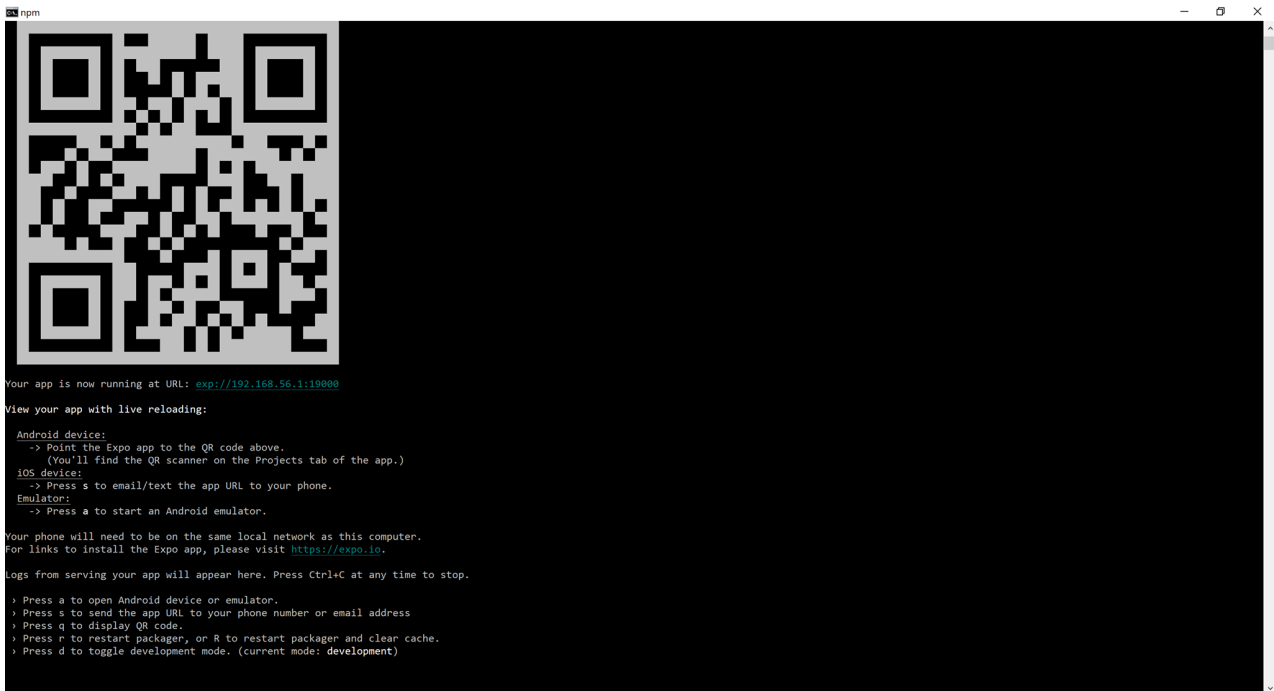 npm
Your app is now running at URL: exp://192.168.56.1:19000
View your app with live reloading:
Android device:
-> Point the Expo app to the QR code above.
(You'll find the QR scanner on the Projects tab of the app.)
iOS device:
-> Press s to email/text the app URL to your phone.
Emulator:
-> Press a to start an Android emulator.
Your phone will need to be on the same local network as this computer.
For links to install the Expo app, please visit https://expo.io.
Logs from serving your app will appear here. Press Ctrl+C at any time to stop.
› Press a to open Android device or emulator.
› Press s to send the app URL to your phone number or email address
› Press q to display QR code.
› Press r to restart packager, or R to restart packager and clear cache.
› Press d to toggle development mode. (current mode: development)